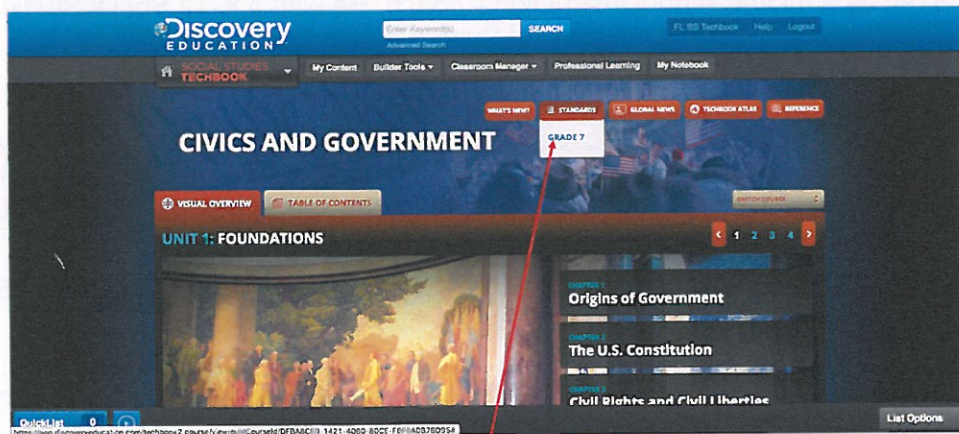 Discovery
EDUCATION
Enter Keyword(s)
SEARCH
Advanced Search
FL SS Techbook Help Logout
SOCIAL STUDIES
TECHBOOK
My Content Builder Tools Classroom Manager Professional Learning My Notebook
WHAT'S NEW? STANDARDS GLOBAL NEWS TECHBOOK ATLAS REFERENCE
GRADE 7
CIVICS AND GOVERNMENT
VISUAL OVERVIEW TABLE OF CONTENTS SWITCH COURSE
UNIT 1: FOUNDATIONS
1 2 3 4
CHAPTER 1
Origins of Government
CHAPTER 2
The U.S. Constitution
CHAPTER 3
Civil Rights and Civil Liberties
QuickList 0
List Options